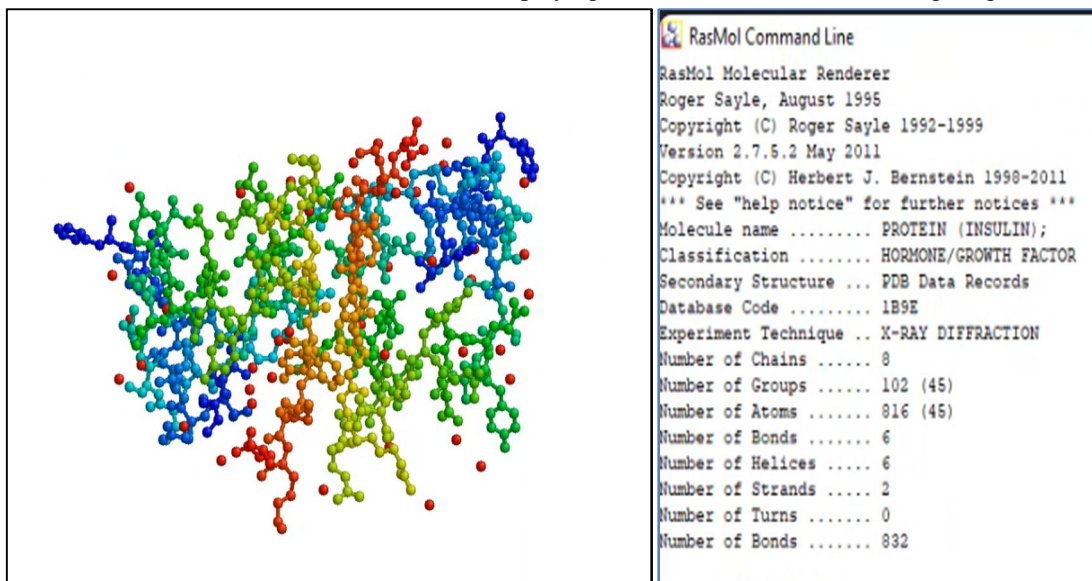 RasMol Command Line
RasMol Molecular Renderer
Roger Sayle, August 1995
Copyright (C) Roger Sayle 1992-1999
Version 2.7.5.2 May 2011
Copyright (C) Herbert J. Bernstein 1998-2011
*** See "help notice" for further notices ***
Molecule name ......... PROTEIN (INSULIN);
Classification ........ HORMONE/GROWTH FACTOR
Secondary Structure ... PDB Data Records
Database Code ......... 1B9E
Experiment Technique .. X-RAY DIFFRACTION
Number of Chains ...... 8
Number of Groups ...... 102 (45)
Number of Atoms ....... 816 (45)
Number of Bonds ....... 6
Number of Helices ..... 6
Number of Strands ..... 2
Number of Turns ....... 0
Number of Bonds ....... 832